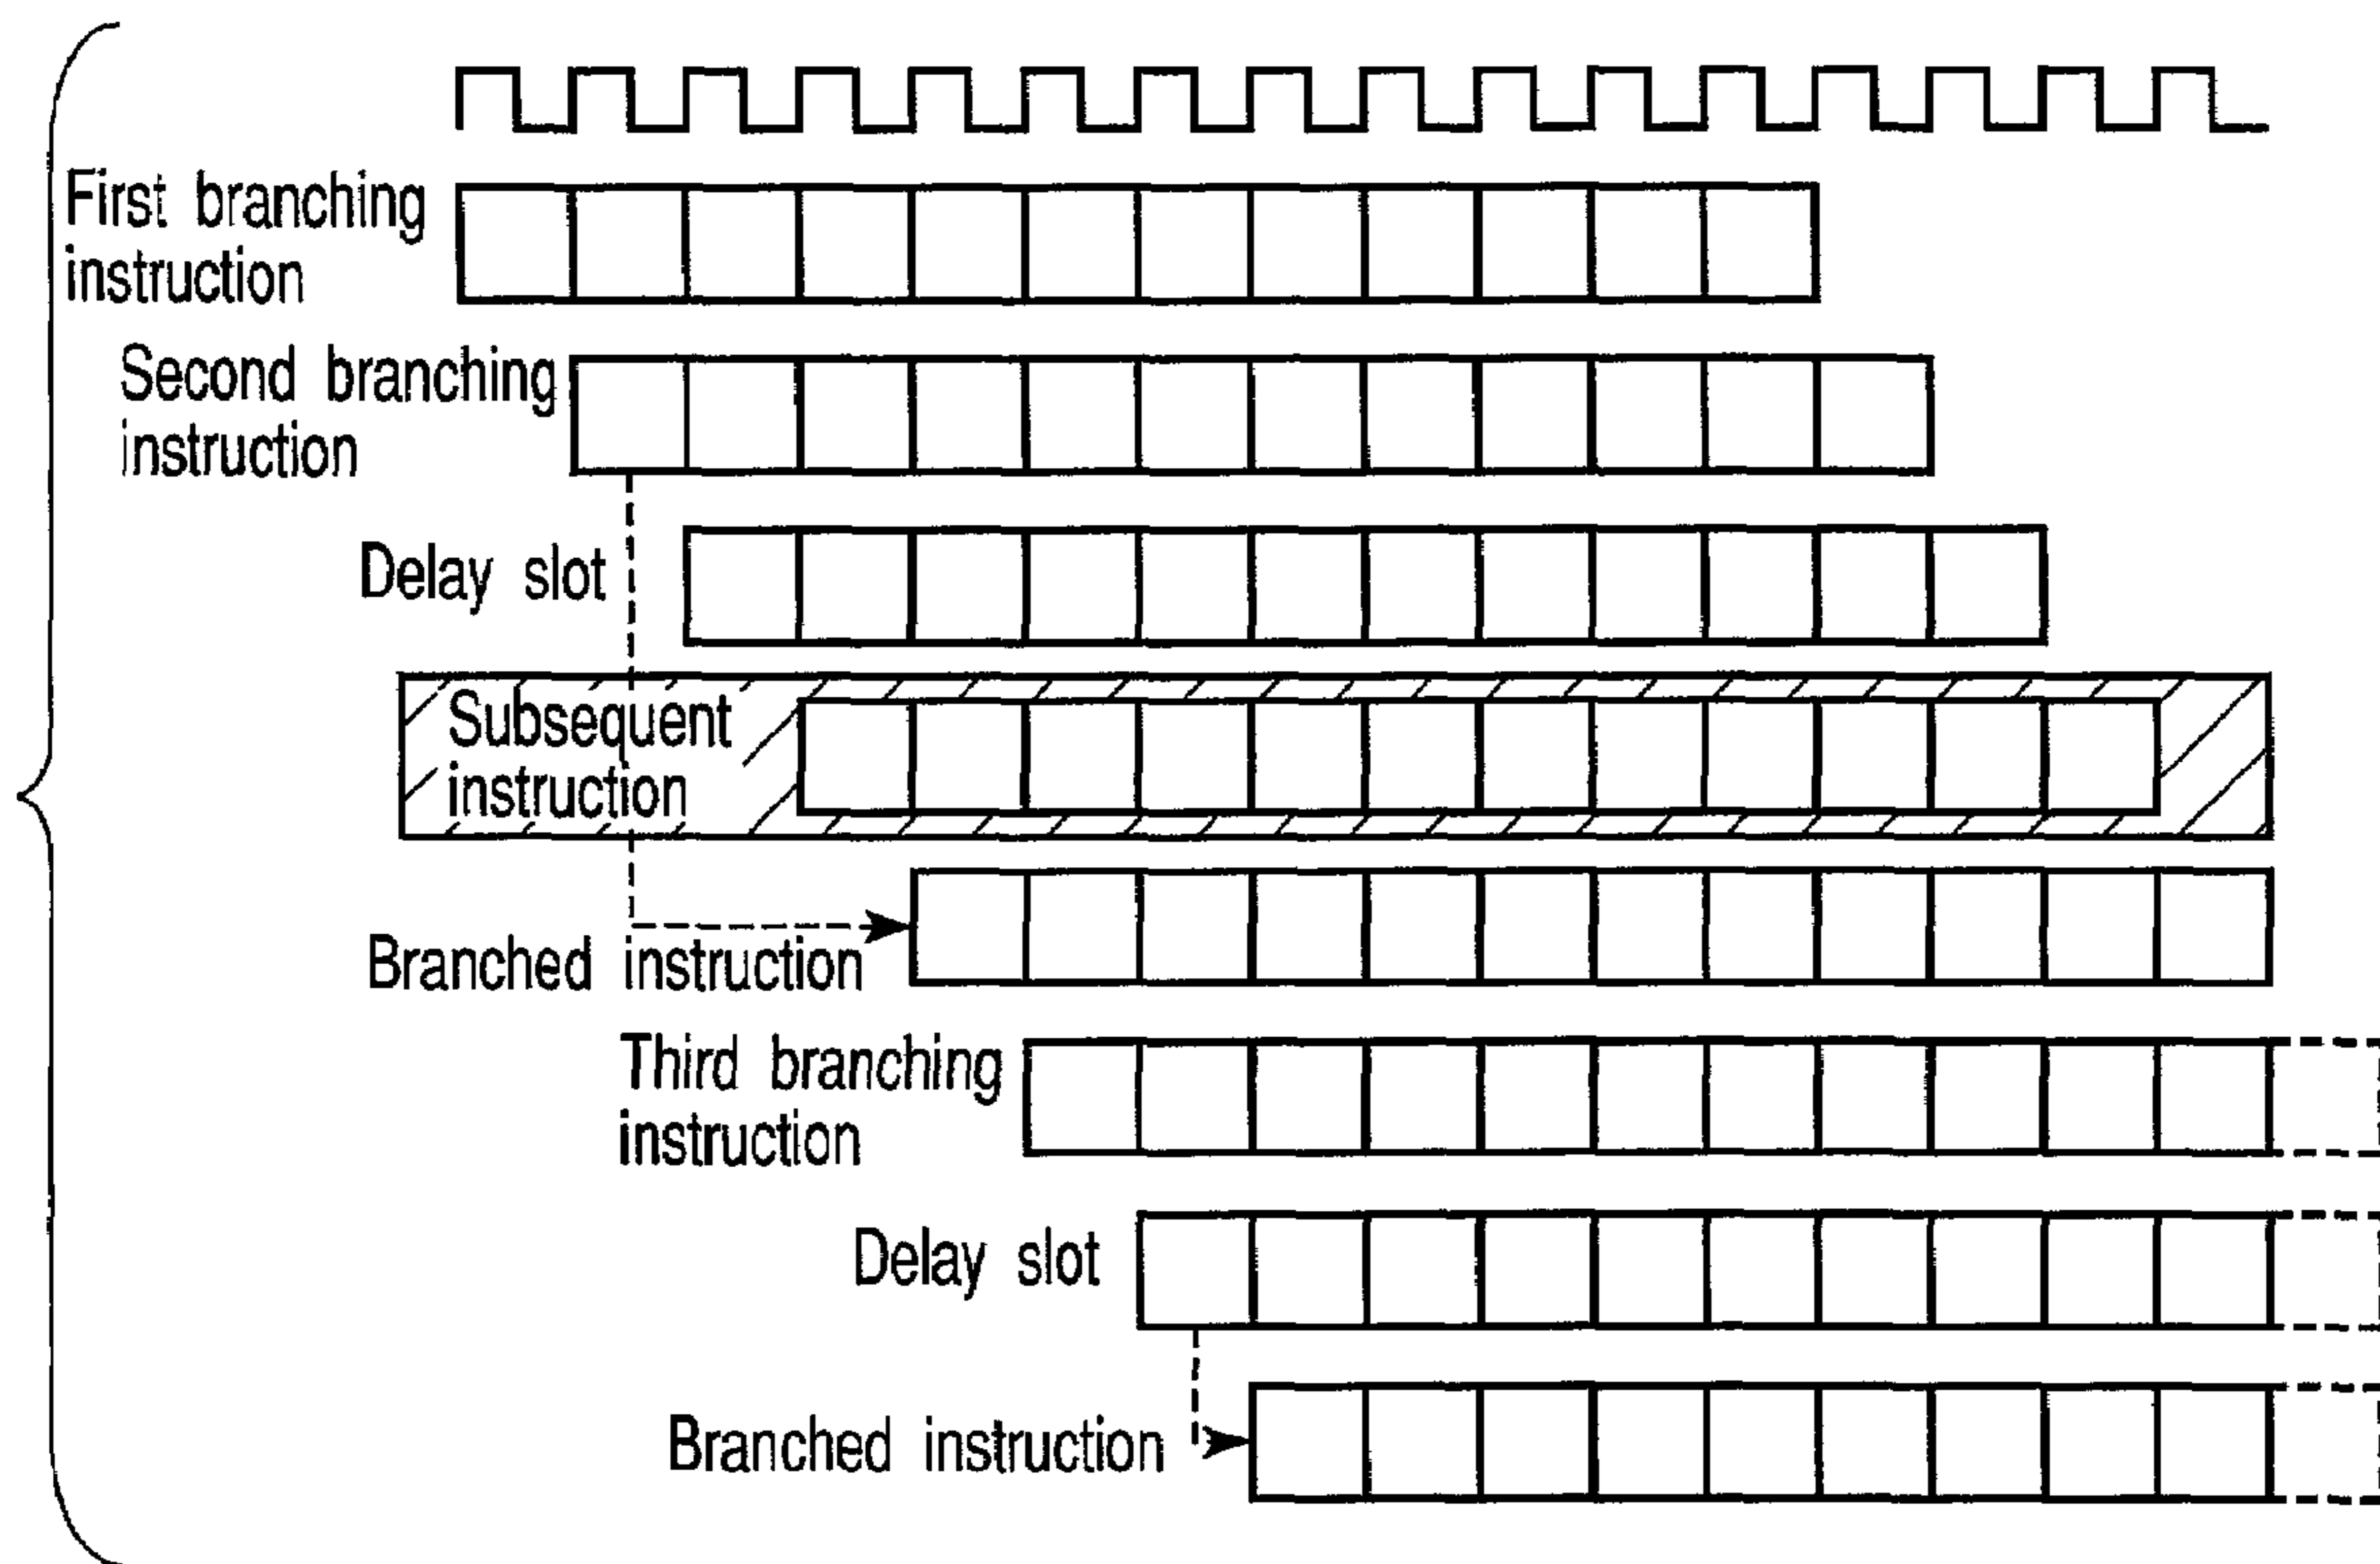 First branching
instruction
Second branching
instruction
Delay slot
Subsequent
instruction
Branched instruction
Third branching
instruction
Delay slot
Branched instruction